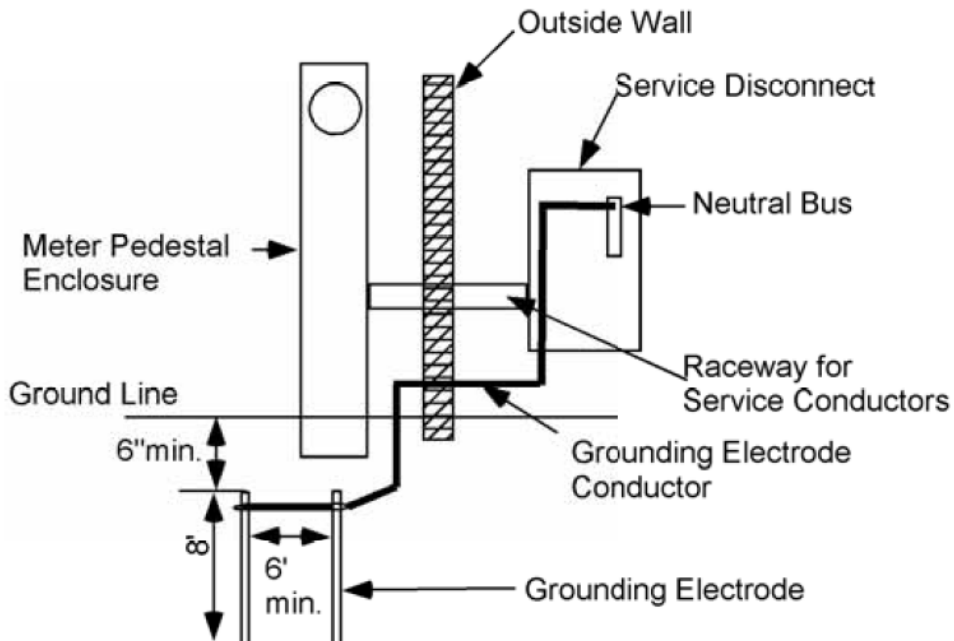 Outside Wall
Service Disconnect
Neutral Bus
Meter Pedestal
Enclosure
Raceway for
Service Conductors
Ground Line
6"min.
Grounding Electrode
Conductor
8'
6'
min.
Grounding Electrode